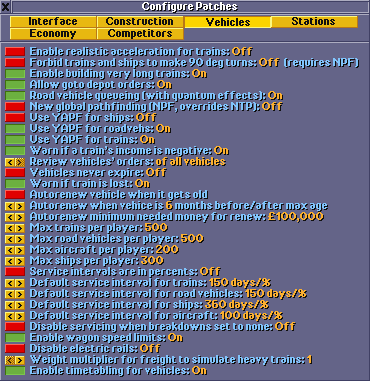 Configure Patches
Interface Construction Vehicles Stations
Economy Competitors
Enable realistic acceleration for trains: Off
Forbid trains and ships to make 90 deg turns: Off (requires NPF)
Enable building very long trains: On
Allow goto depot orders: On
Road vehicle queueing (with quantum effects): On
New global pathfinding (NPF, overrides NTP): Off
Use YAPF for ships: Off
Use YAPF for roadvehs: On
Use YAPF for trains: On
Warn if a train's income is negative: On
Review vehicles' orders: of all vehicles
Vehicles never expire: Off
Warn if train is lost: On
Autorenew vehicle when it gets old
Autorenew when vehice is 6 months before/after max age
Autorenew minimum needed money for renew: £100,000
Max trains per player: 500
Max road vehicles per player: 500
Max aircraft per player: 200
Max ships per player: 300
Service intervals are in percents: Off
Default service interval for trains: 150 days/%
Default service interval for road vehicles: 150 days/%
Default service interval for ships: 360 days/%
Default service interval for aircraft: 100 days/%
Disable servicing when breakdowns set to none: Off
Enable wagon speed limits: On
Disable electric rails: Off
Weight multiplier for freight to simulate heavy trains: 1
Enable timetabling for vehicles: On